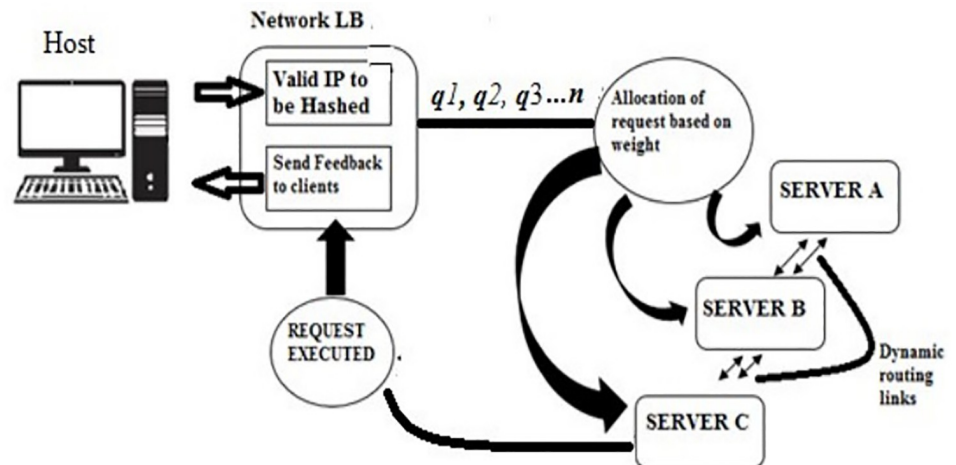 Network LB
Host
Valid IP to
be Hashed
Send Feedback
to clients
q1, q2, q3...n
Allocation of
request based on
weight
SERVER A
SERVER B
SERVER C
Dynamic
routing
links
REQUEST
EXECUTED